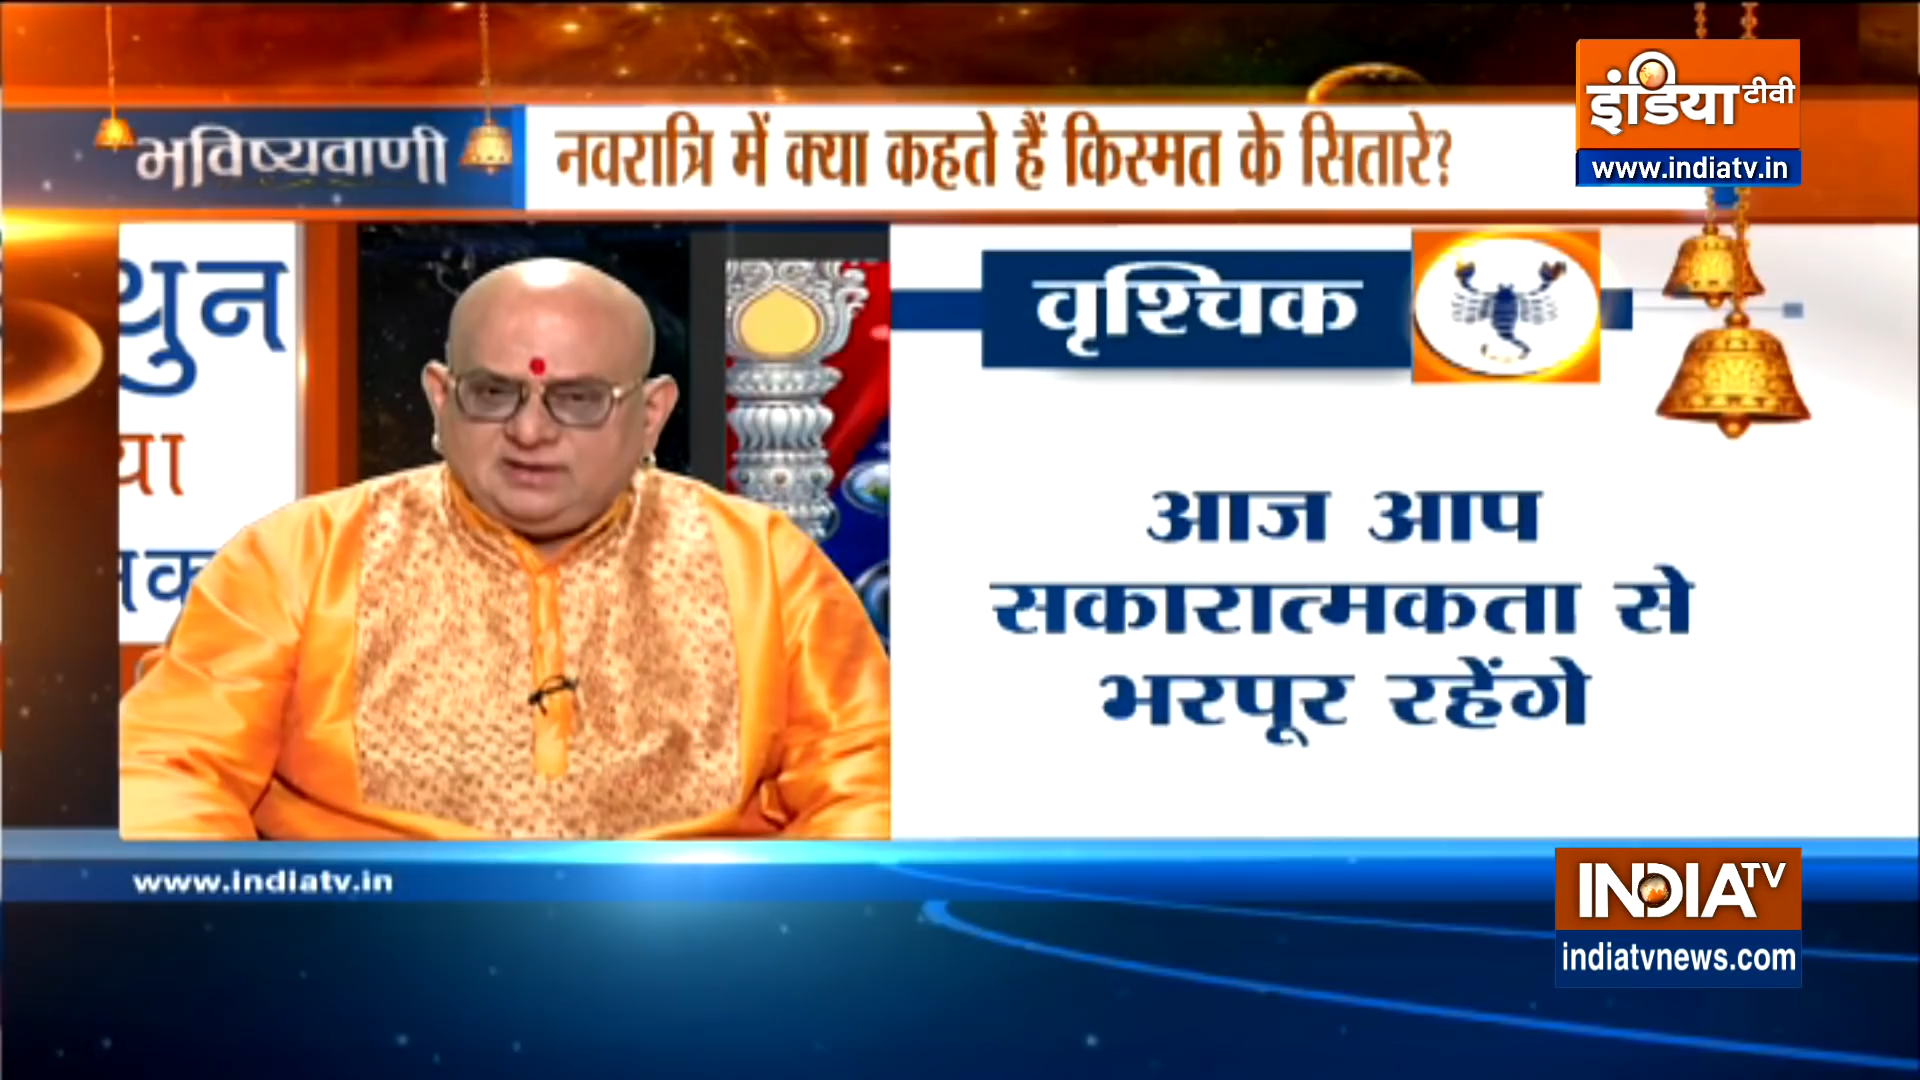 इंडिया टीवी
www.indiatv.in
भविष्यवाणी
नवरात्रि में क्या कहते हैं किस्मत के सितारे?
थुन
या
वृश्चिक
आज आप
सकारात्मकता से
भरपूर रहेंगे
www.indiatv.in
INDIA TV
indiatvnews.com